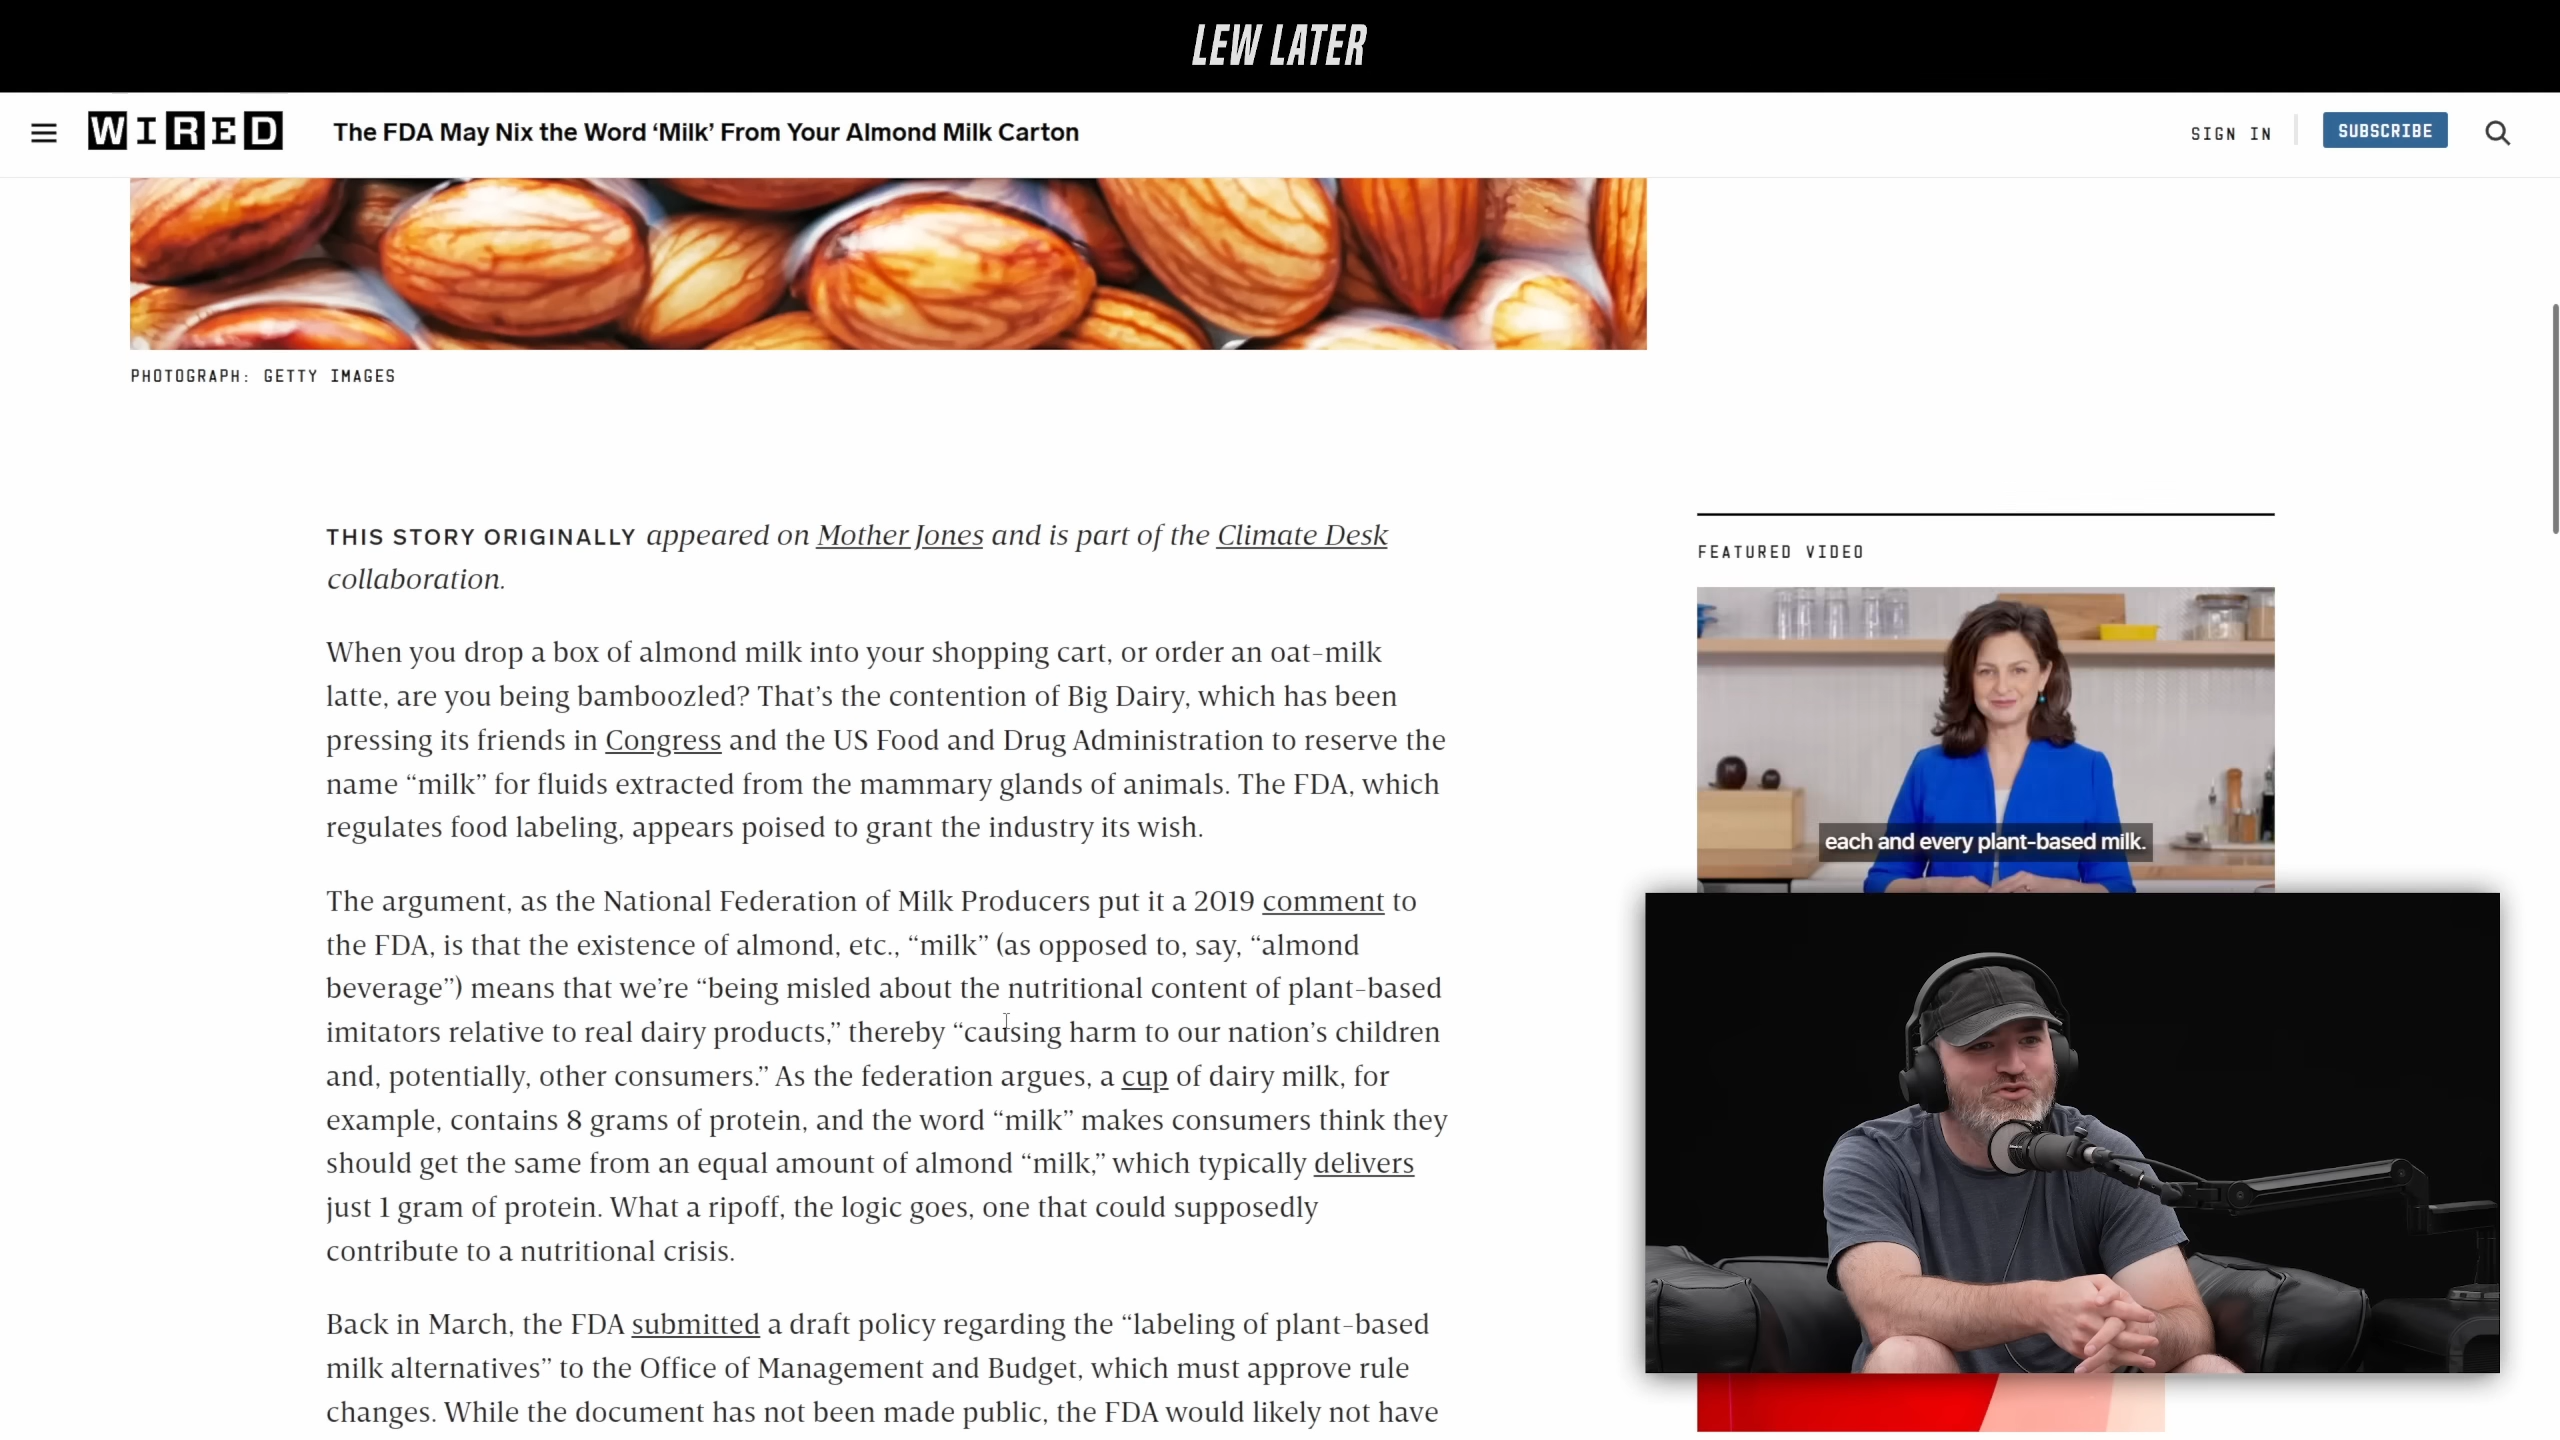 LEW LATER
WIRED
The FDA May Nix the Word ‘Milk’ From Your Almond Milk Carton
SIGN IN
SUBSCRIBE
PHOTOGRAPH: GETTY IMAGES
THIS STORY ORIGINALLY appeared on Mother Jones and is part of the Climate Desk
collaboration.
When you drop a box of almond milk into your shopping cart, or order an oat-milk
latte, are you being bamboozled? That’s the contention of Big Dairy, which has been
pressing its friends in Congress and the US Food and Drug Administration to reserve the
name “milk” for fluids extracted from the mammary glands of animals. The FDA, which
regulates food labeling, appears poised to grant the industry its wish.
The argument, as the National Federation of Milk Producers put it a 2019 comment to
the FDA, is that the existence of almond, etc., “milk” (as opposed to, say, “almond
beverage”) means that we’re “being misled about the nutritional content of plant-based
imitators relative to real dairy products,” thereby “causing harm to our nation’s children
and, potentially, other consumers.” As the federation argues, a cup of dairy milk, for
example, contains 8 grams of protein, and the word “milk” makes consumers think they
should get the same from an equal amount of almond “milk,” which typically delivers
just 1 gram of protein. What a ripoff, the logic goes, one that could supposedly
contribute to a nutritional crisis.
Back in March, the FDA submitted a draft policy regarding the “labeling of plant-based
milk alternatives” to the Office of Management and Budget, which must approve rule
changes. While the document has not been made public, the FDA would likely not have
FEATURED VIDEO
each and every plant-based milk.